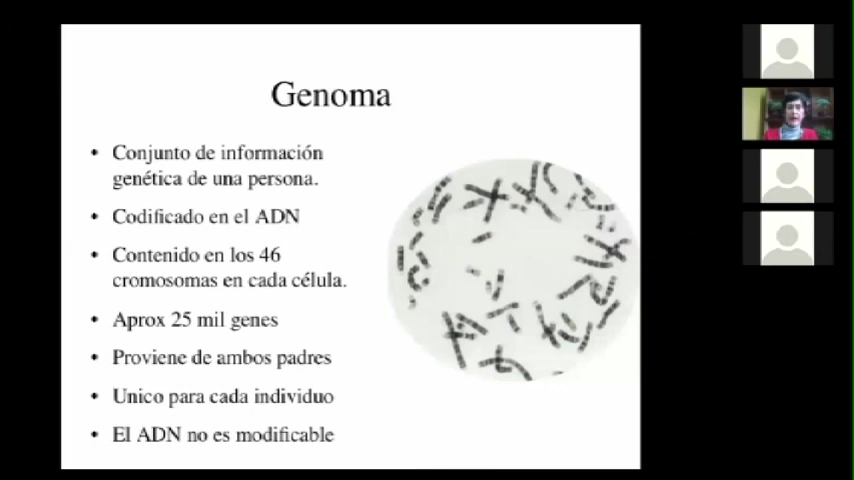 Genoma
• Conjunto de información
genética de una persona.
• Codificado en el ADN
• Contenido en los 46
cromosomas en cada célula.
• Aprox 25 mil genes
• Proviene de ambos padres
• Unico para cada individuo
• El ADN no es modificable